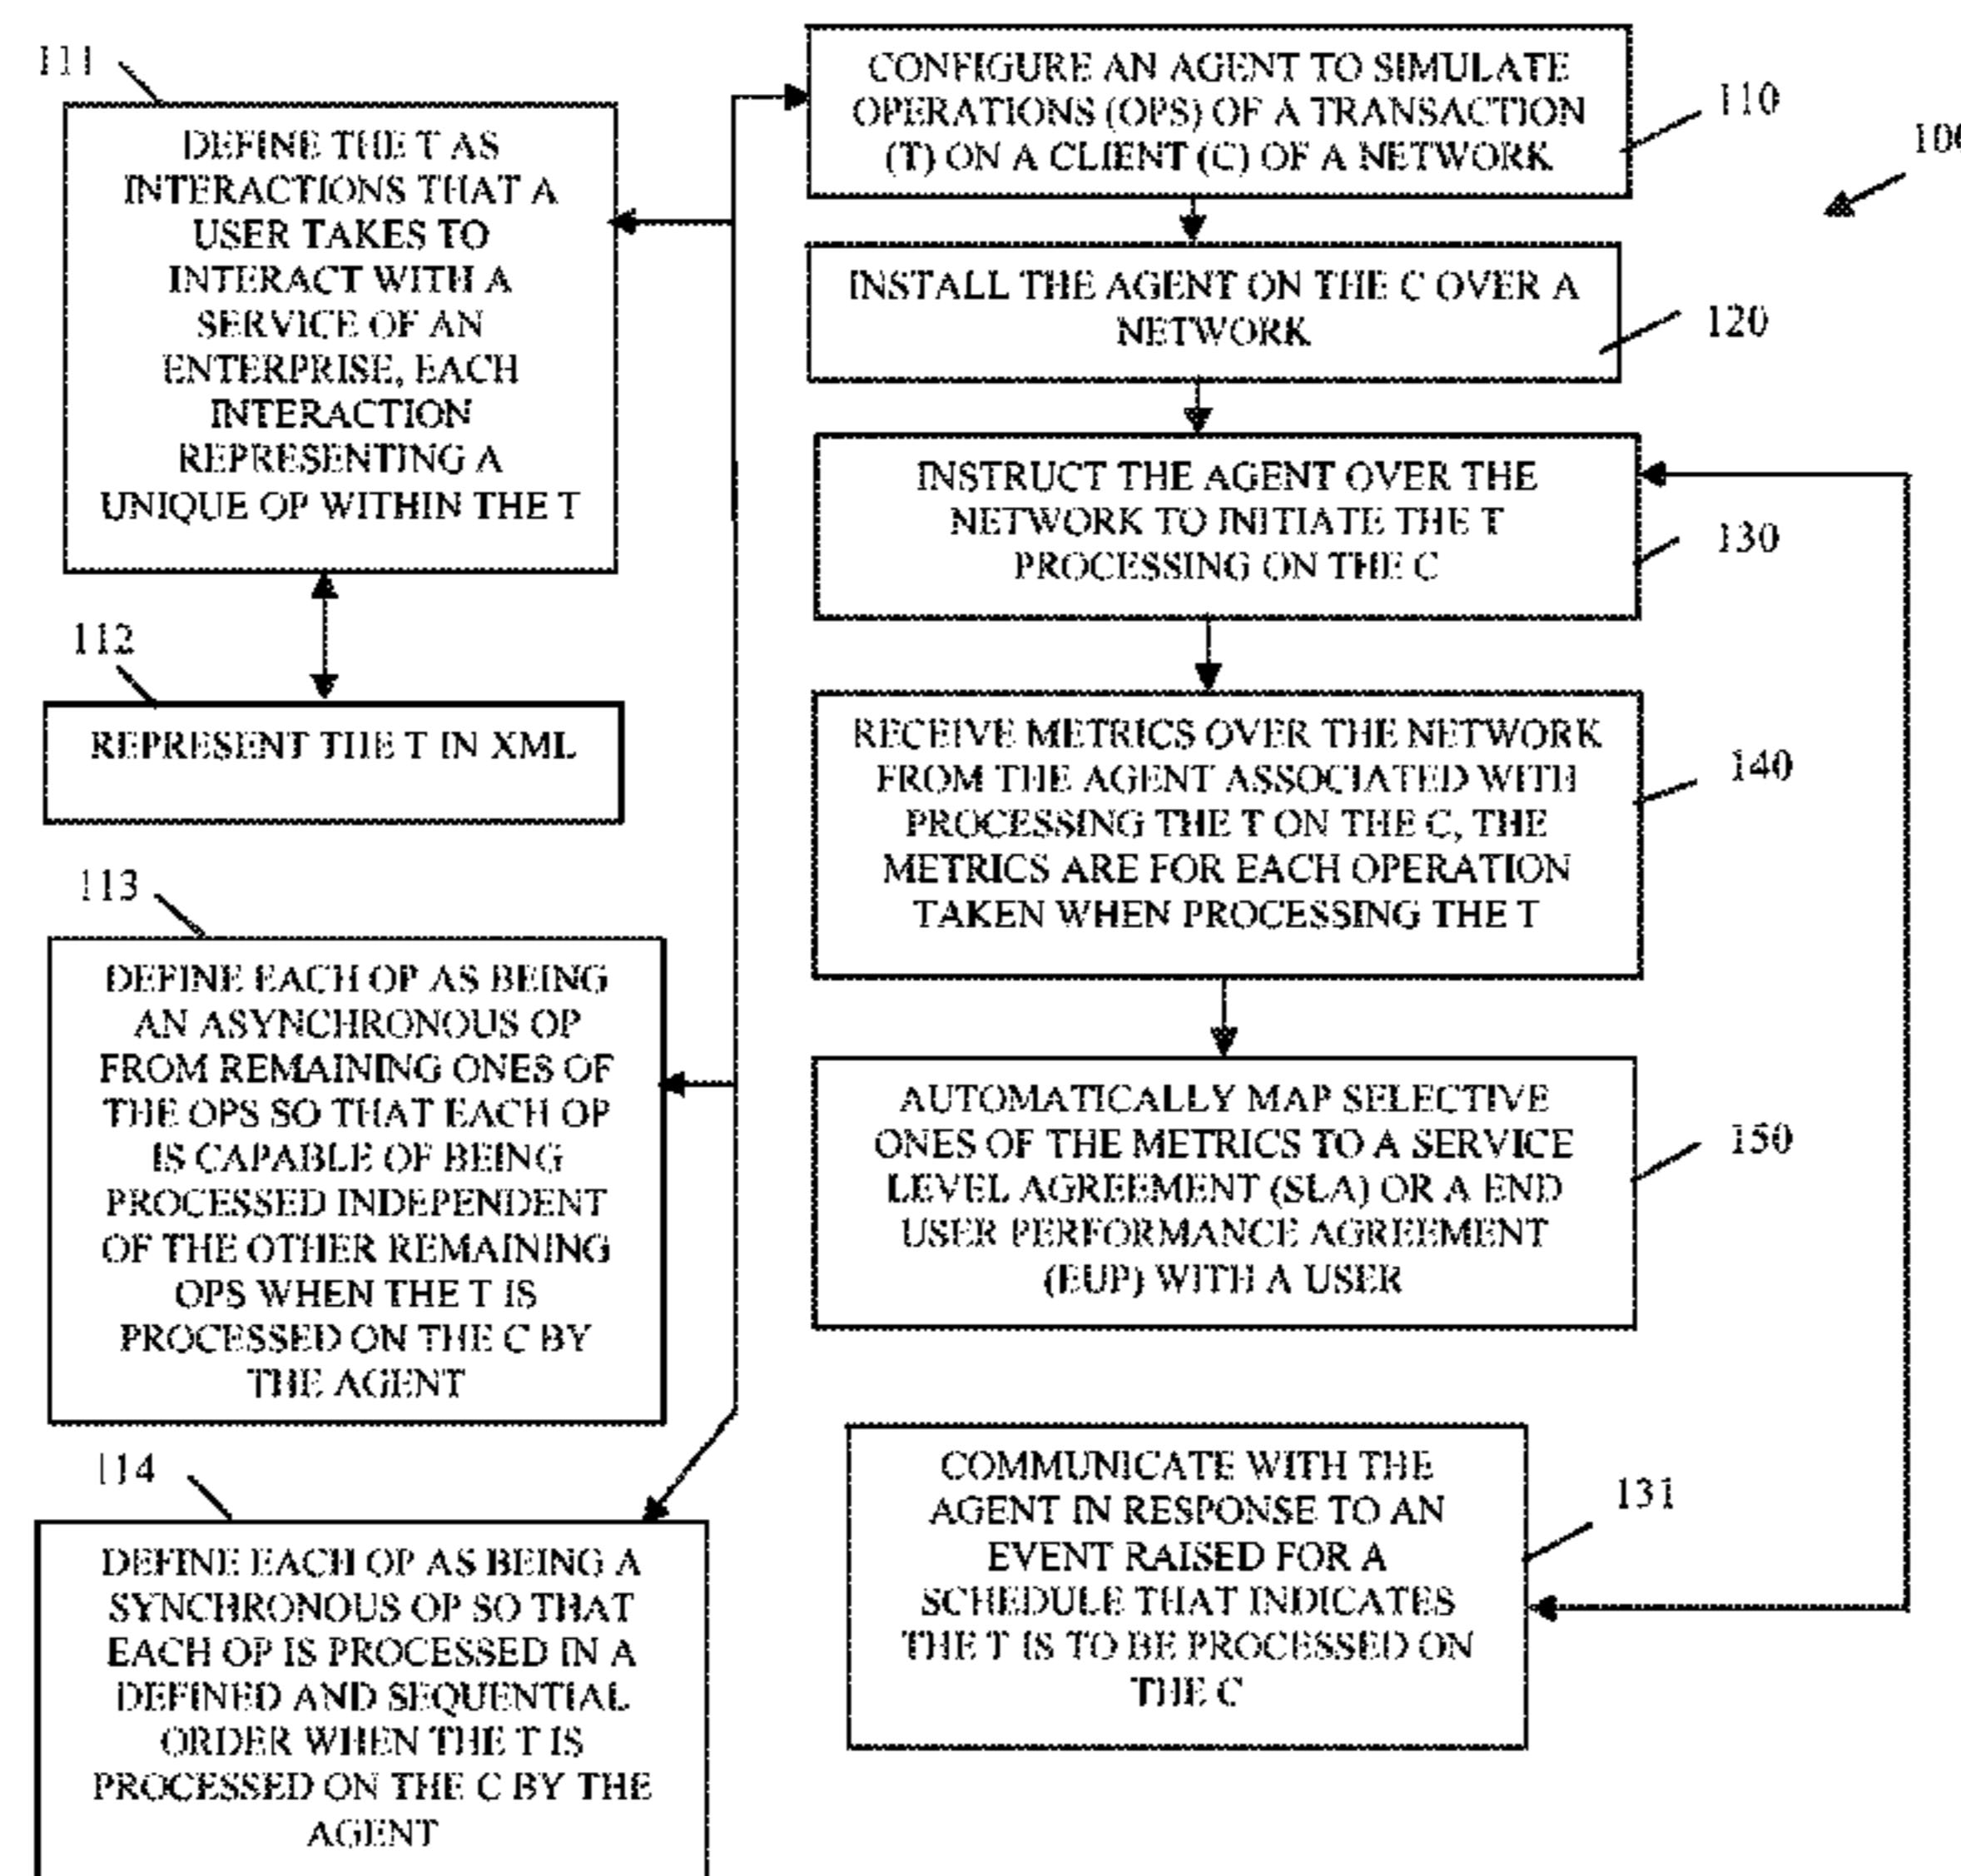 111
DEFINE THE T AS
INTERACTIONS THAT A
USER TAKES TO
INTERACT WITH A
SERVICE OF AN
ENTERPRISE, EACH
INTERACTION
REPRESENTING A
UNIQUE OP WITHIN THE T
112
REPRESENT THE T IN XML
113
DEFINE EACH OP AS BEING
AN ASYNCHRONOUS OP
FROM REMAINING ONES OF
THE OPS SO THAT EACH OP
IS CAPABLE OF BEING
PROCESSED INDEPENDENT
OF THE OTHER REMAINING
OPS WHEN THE T IS
PROCESSED ON THE C BY
THE AGENT
114
DEFINE EACH OP AS BEING A
SYNCHRONOUS OP SO THAT
EACH OP IS PROCESSED IN A
DEFINED AND SEQUENTIAL
ORDER WHEN THE T IS
PROCESSED ON THE C BY THE
AGENT
CONFIGURE AN AGENT TO SIMULATE
OPERATIONS (OPS) OF A TRANSACTION
(T) ON A CLIENT (C) OF A NETWORK
110
100
INSTALL THE AGENT ON THE C OVER A
NETWORK
120
INSTRUCT THE AGENT OVER THE
NETWORK TO INITIATE THE T
PROCESSING ON THE C
130
RECEIVE METRICS OVER THE NETWORK
FROM THE AGENT ASSOCIATED WITH
PROCESSING THE T ON THE C, THE
METRICS ARE FOR EACH OPERATION
TAKEN WHEN PROCESSING THE T
140
AUTOMATICALLY MAP SELECTIVE
ONES OF THE METRICS TO A SERVICE
LEVEL AGREEMENT (SLA) OR A END
USER PERFORMANCE AGREEMENT
(EUP) WITH A USER
150
COMMUNICATE WITH THE
AGENT IN RESPONSE TO AN
EVENT RAISED FOR A
SCHEDULE THAT INDICATES
THE T IS TO BE PROCESSED ON
THE C
131